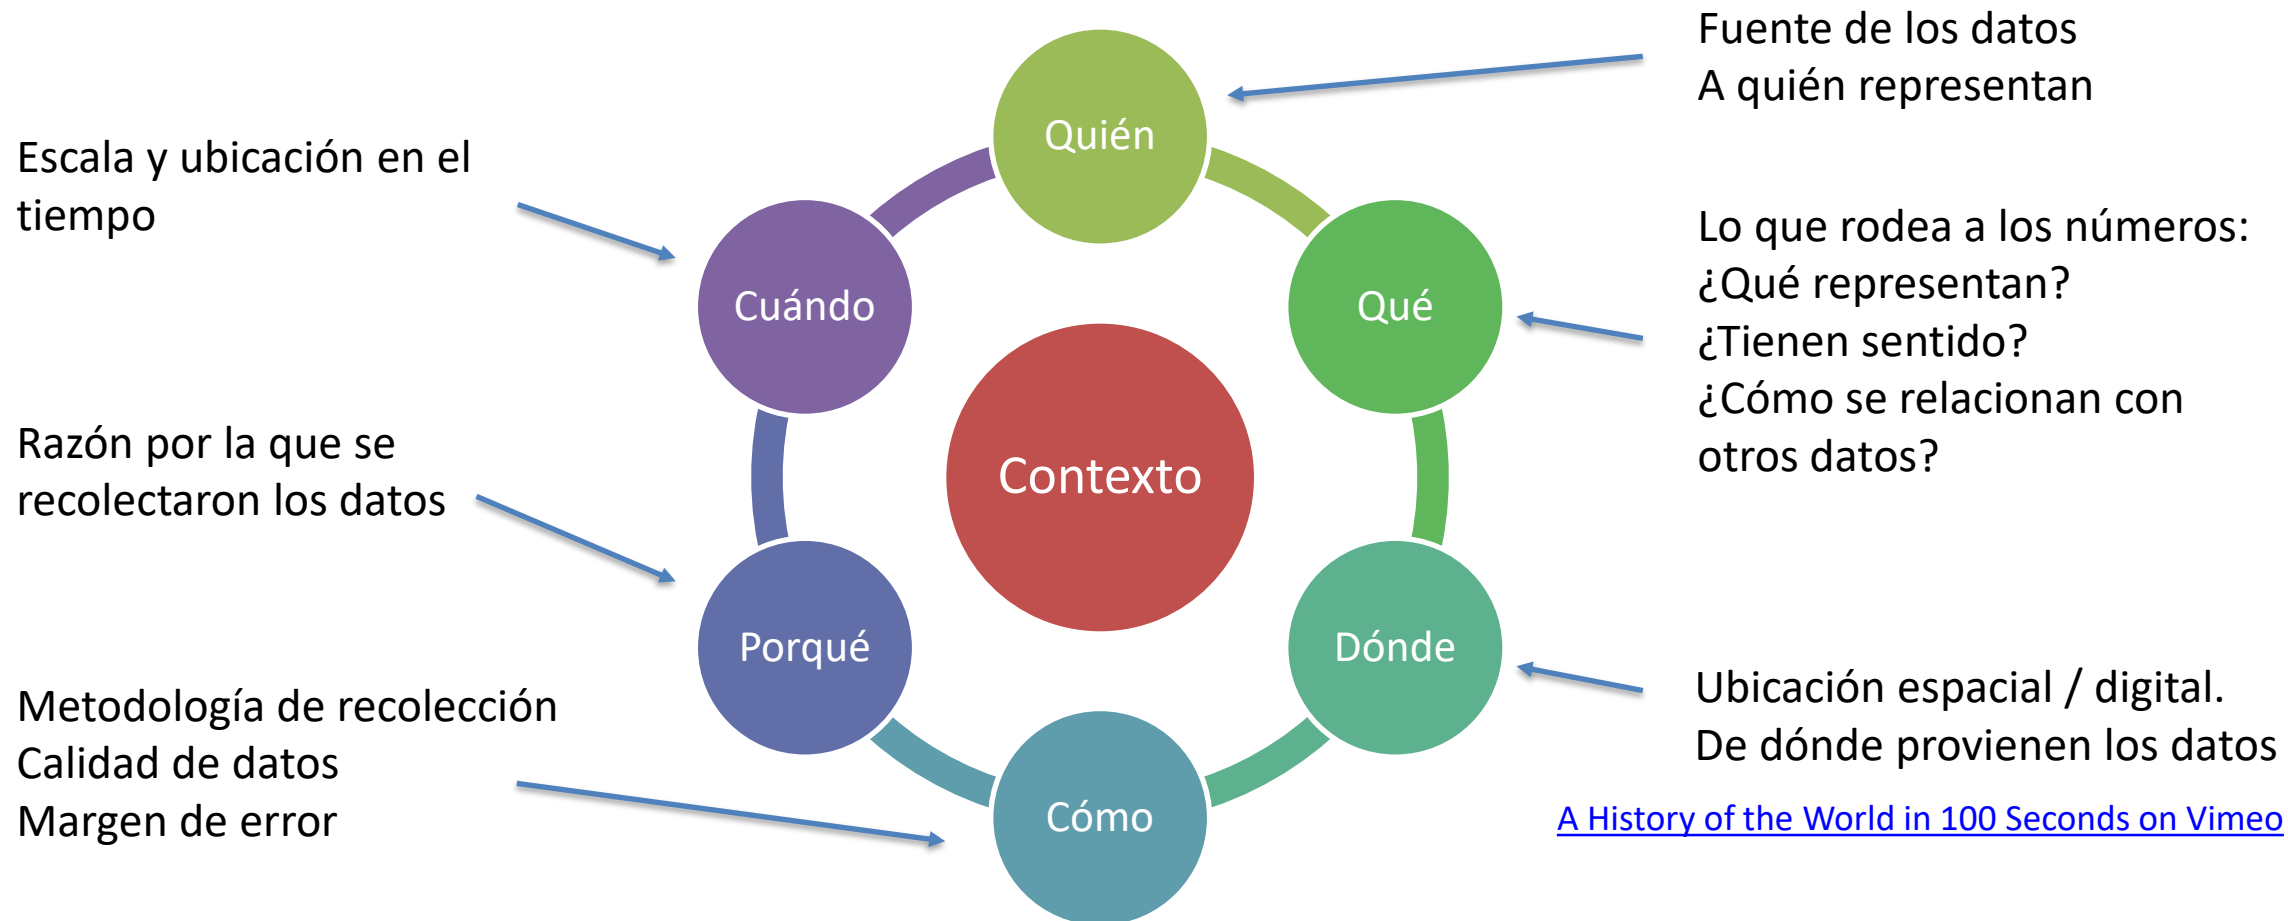 Fuente de los datos
A quién representan
Quién
Escala y ubicación en el
tiempo
Cuándo
Qué
Lo que rodea a los números:
¿Qué representan?
¿Tienen sentido?
¿Cómo se relacionan con
otros datos?
Contexto
Razón por la que se
recolectaron los datos
Porqué
Dónde
Ubicación espacial / digital.
De dónde provienen los datos
Metodología de recolección
Calidad de datos
Margen de error
Cómo
A History of the World in 100 Seconds on Vimeo